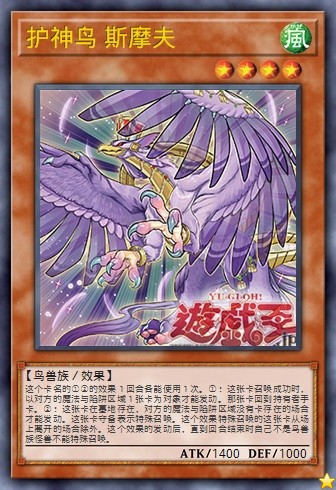 护神鸟 斯摩夫
風
YU-GI-OH!
遊戯王
【鸟兽族／效果】
这个卡名的①②的效果１回合各能使用１次。①：这张卡召唤成功时，
以对方的魔法与陷阱区域１张卡为对象才能发动。那张卡回到持有者手
卡。②：这张卡在墓地存在，对方的魔法与陷阱区域没有卡存在的场合
才能发动。这张卡守备表示特殊召唤。这个效果特殊召唤的这张卡从场
上离开的场合除外。这个效果的发动后，直到回合结束时自己不是鸟兽
族怪兽不能特殊召唤。
ATK/1400 DEF/1000